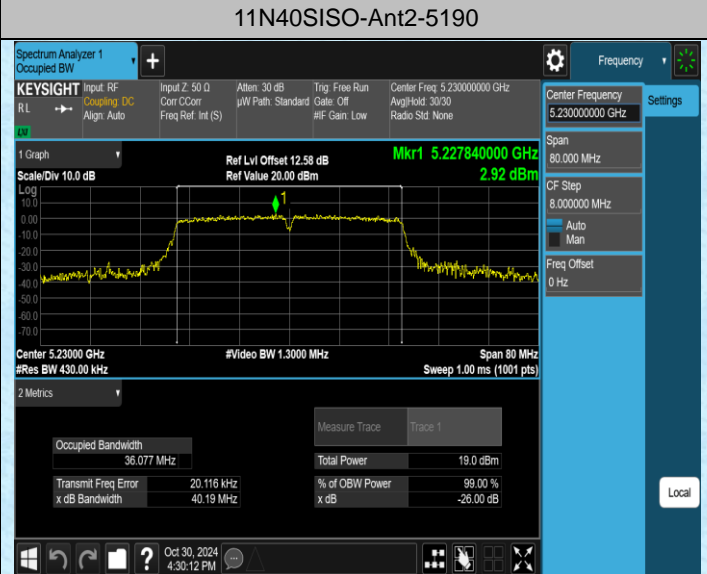 11N40SISO-Ant2-5190
Spectrum Analyzer 1
Occupied BW
Frequency
KEYSIGHT
RL
LXI
Input: RF
Coupling: DC
Align: Auto
Input Z: 50 Ω
Corr CCorr
Freq Ref: Int (S)
Atten: 30 dB
µW Path: Standard
Trig: Free Run
Gate: Off
#IF Gain: Low
Center Freq: 5.230000000 GHz
Avg|Hold: 30/30
Radio Std: None
Center Frequency
5.230000000 GHz
Settings
Span
80.000 MHz
CF Step
8.000000 MHz
Auto
Man
Freq Offset
0 Hz
Local
1 Graph
Scale/Div 10.0 dB
Ref Lvl Offset 12.58 dB
Ref Value 20.00 dBm
Mkr1 5.227840000 GHz
2.92 dBm
Log
10.0
0.00
-10.0
-20.0
-30.0
-40.0
-50.0
-60.0
-70.0
1
Center 5.23000 GHz
#Res BW 430.00 kHz
#Video BW 1.3000 MHz
Span 80 MHz
Sweep 1.00 ms (1001 pts)
2 Metrics
Measure Trace Trace 1
Occupied Bandwidth
36.077 MHz
Total Power 19.0 dBm
Transmit Freq Error 20.116 kHz
% of OBW Power 99.00 %
x dB Bandwidth 40.19 MHz
x dB -26.00 dB
?
Oct 30, 2024
4:30:12 PM